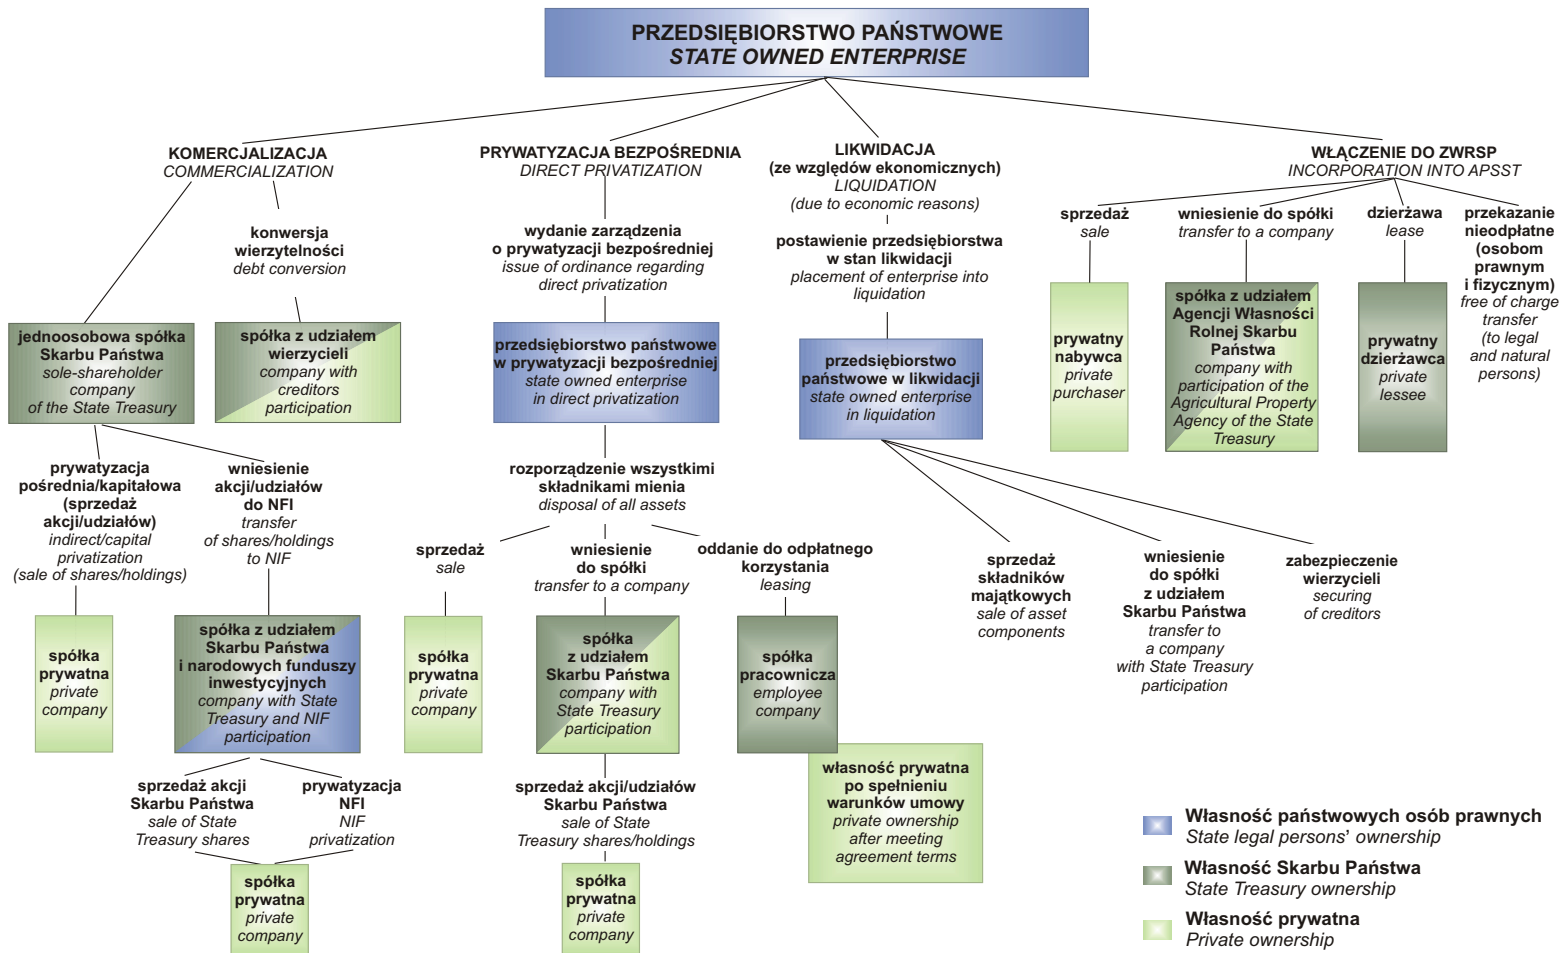 PRZEDSIĘBIORSTWO PAŃSTWOWE
STATE OWNED ENTERPRISE
KOMERCJALIZACJA
COMMERCIALIZATION
konwersja
wierzytelności
debt conversion
jednoosobowa spółka
Skarbu Państwa
sole-shareholder
company
of the State Treasury
spółka z udziałem
wierzycieli
company with
creditors
participation
prywatyzacja
pośrednia/kapitałowa
(sprzedaż
akcji/udziałów)
indirect/capital
privatization
(sale of shares/holdings)
wniesienie
akcji/udziałów
do NFI
transfer
of shares/holdings
to NIF
spółka
prywatna
private
company
spółka z udziałem
Skarbu Państwa
i narodowych funduszy
inwestycyjnych
company with State
Treasury and NIF
participation
sprzedaż akcji
Skarbu Państwa
sale of State
Treasury shares
prywatyzacja
NFI
NIF
privatization
spółka
prywatna
private
company
PRYWATYZACJA BEZPOŚREDNIA
DIRECT PRIVATIZATION
wydanie zarządzenia
o prywatyzacji bezpośredniej
issue of ordinance regarding
direct privatization
przedsiębiorstwo państwowe
w prywatyzacji bezpośredniej
state owned enterprise
in direct privatization
rozporządzenie wszystkimi
składnikami mienia
disposal of all assets
sprzedaż
sale
wniesienie
do spółki
transfer to a company
oddanie do odpłatnego
korzystania
leasing
spółka
prywatna
private
company
spółka
z udziałem
Skarbu Państwa
company with
State Treasury
participation
spółka
pracownicza
employee
company
sprzedaż akcji/udziałów
Skarbu Państwa
sale of State
Treasury shares/holdings
spółka
prywatna
private
company
własność prywatna
po spełnieniu
warunków umowy
private ownership
after meeting
agreement terms
LIKWIDACJA
(ze względów ekonomicznych)
LIQUIDATION
(due to economic reasons)
postawienie przedsiębiorstwa
w stan likwidacji
placement of enterprise into
liquidation
przedsiębiorstwo
państwowe w likwidacji
state owned enterprise
in liquidation
sprzedaż
składników
majątkowych
sale of asset
components
wniesienie
do spółki
z udziałem
Skarbu Państwa
transfer to
a company
with State Treasury
participation
zabezpieczenie
wierzycieli
securing
of creditors
WŁĄCZENIE DO ZWRSP
INCORPORATION INTO APSST
sprzedaż
sale
wniesienie do spółki
transfer to a company
dzierżawa
lease
przekazanie
nieodpłatne
(osobom
prawnym
i fizycznym)
free of charge
transfer
(to legal
and natural
persons)
prywatny
nabywca
private
purchaser
spółka z udziałem
Agencji Własności
Rolnej Skarbu
Państwa
company with
participation of the
Agricultural Property
Agency of the State
Treasury
prywatny
dzierżawca
private
lessee
Własność państwowych osób prawnych
State legal persons' ownership
Własność Skarbu Państwa
State Treasury ownership
Własność prywatna
Private ownership